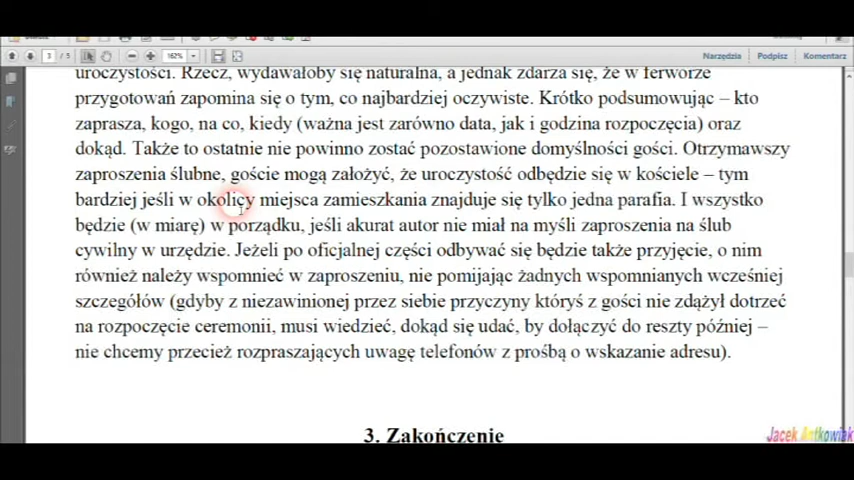 3 / 5
162%
Narzędzia
Podpisz
Komentarz
uroczystości. Rzecz, wydawałoby się naturalna, a jednak zdarza się, że w ferworze
przygotowań zapomina się o tym, co najbardziej oczywiste. Krótko podsumowując – kto
zaprasza, kogo, na co, kiedy (ważna jest zarówno data, jak i godzina rozpoczęcia) oraz
dokąd. Także to ostatnie nie powinno zostać pozostawione domyślności gości. Otrzymawszy
zaproszenia ślubne, goście mogą założyć, że uroczystość odbędzie się w kościele – tym
bardziej jeśli w okolicy miejsca zamieszkania znajduje się tylko jedna parafia. I wszystko
będzie (w miarę) w porządku, jeśli akurat autor nie miał na myśli zaproszenia na ślub
cywilny w urzędzie. Jeżeli po oficjalnej części odbywać się będzie także przyjęcie, o nim
również należy wspomnieć w zaproszeniu, nie pomijając żadnych wspomnianych wcześniej
szczegółów (gdyby z niezawinionej przez siebie przyczyny któryś z gości nie zdążył dotrzeć
na rozpoczęcie ceremonii, musi wiedzieć, dokąd się udać, by dołączyć do reszty później –
nie chcemy przecież rozpraszających uwagę telefonów z prośbą o wskazanie adresu).
3. Zakończenie
Jacek Antkowiak